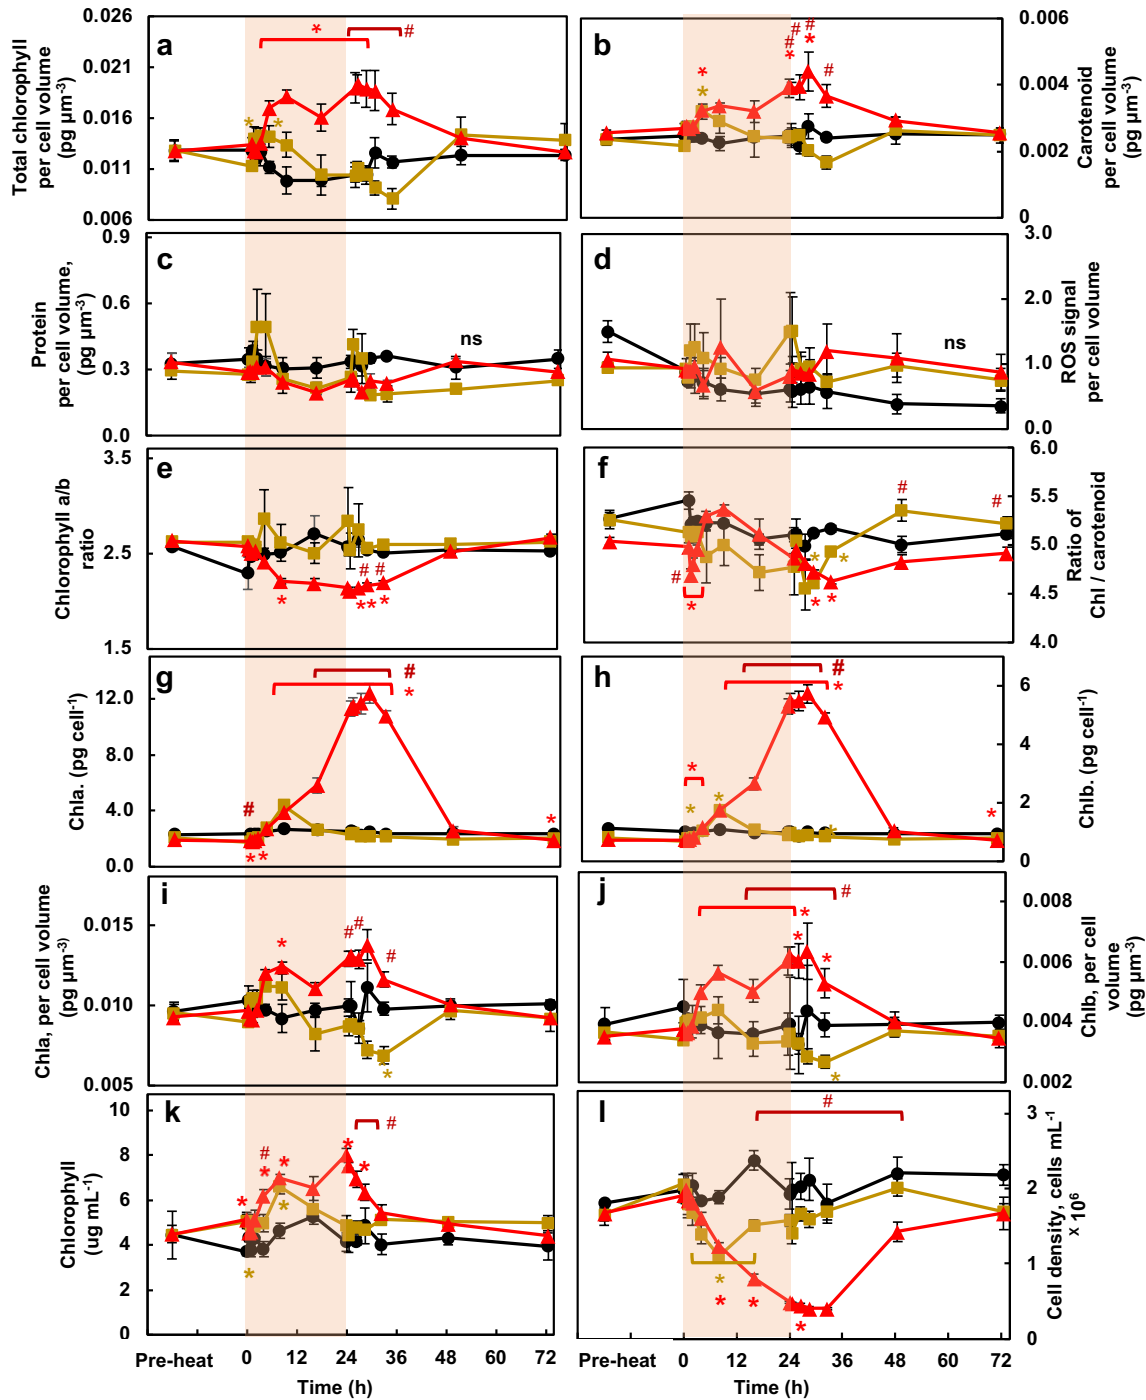 0.026
0.021
0.016
0.011
0.006
Total chlorophyll
per cell volume
(pg µm⁻³)
a
*
#
*
*
b
*
*
#
*
#
#
*
#
0.006
0.004
0.002
0
Carotenoid
per cell volume
(pg µm⁻³)
0.9
0.6
0.3
0.0
Protein
per cell volume,
(pg µm⁻³)
c
ns
d
ns
3.0
2.0
1.0
0.0
ROS signal
per cell volume
3.5
2.5
1.5
Chlorophyll a/b
ratio
e
*
#
#
*
*
*
f
#
*
*
*
*
#
#
6.0
5.5
5.0
4.5
4.0
Ratio of
Chl / carotenoid
12.0
8.0
4.0
0.0
Chla. (pg cell⁻¹)
g
#
*
#
*
*
*
h
#
*
*
*
*
*
*
6
4
2
0
Chlb. (pg cell⁻¹)
0.015
0.010
0.005
Chla, per cell volume
(pg µm⁻³)
i
*
#
#
#
*
j
#
*
*
*
*
0.008
0.006
0.004
0.002
Chlb, per cell
volume
(pg µm⁻³)
10
8
6
4
2
0
Chlorophyll
(ug mL⁻¹)
k
*
*
#
*
*
*
*
*
#
l
#
*
*
*
*
3
2
1
0
Cell density, cells mL⁻¹
x 10⁶
Pre-heat
0
12
24
36
72
Time (h)
Pre-heat
0
12
24
36
48
60
72
Time (h)